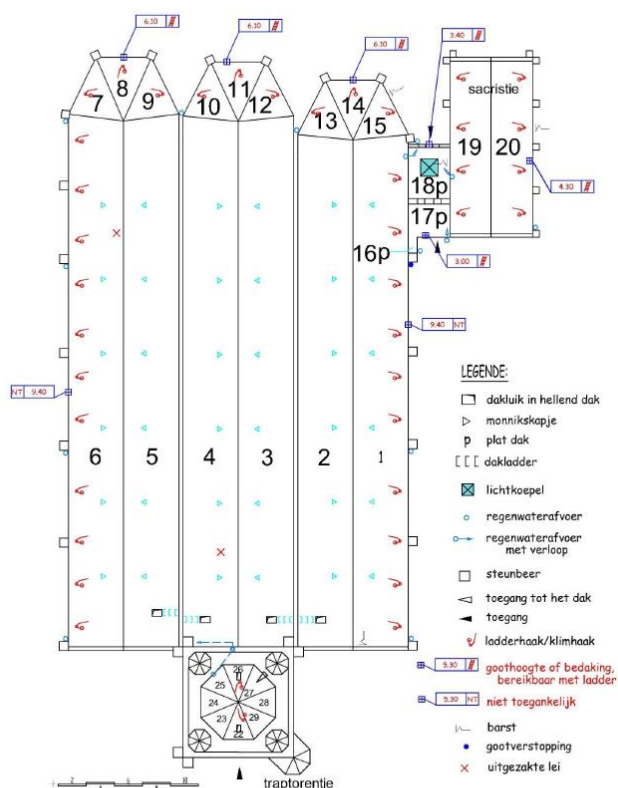 6.10
6.10
6.10
3.40
8
11
14
7
9
10
12
13
15
sacristie
19
20
18p
17p
4.30
16p
3.00
9.40 NT
NT 9.40
LEGENDE:
dakluik in hellend dak
monnikskapje
p plat dak
dakladder
lichtkoepel
regenwaterafvoer
regenwaterafvoer
met verloop
steunbeer
toegang tot het dak
toegang
ladderhaak/klimhaak
5.30 goothoogte of bedaking,
bereikbaar met ladder
5.30 NT niet toegankelijk
barst
gootverstopping
uitgezakte lei
6
5
4
3
2
1
26
25
27
24
28
23
29
22
traptorentje
2
6
10